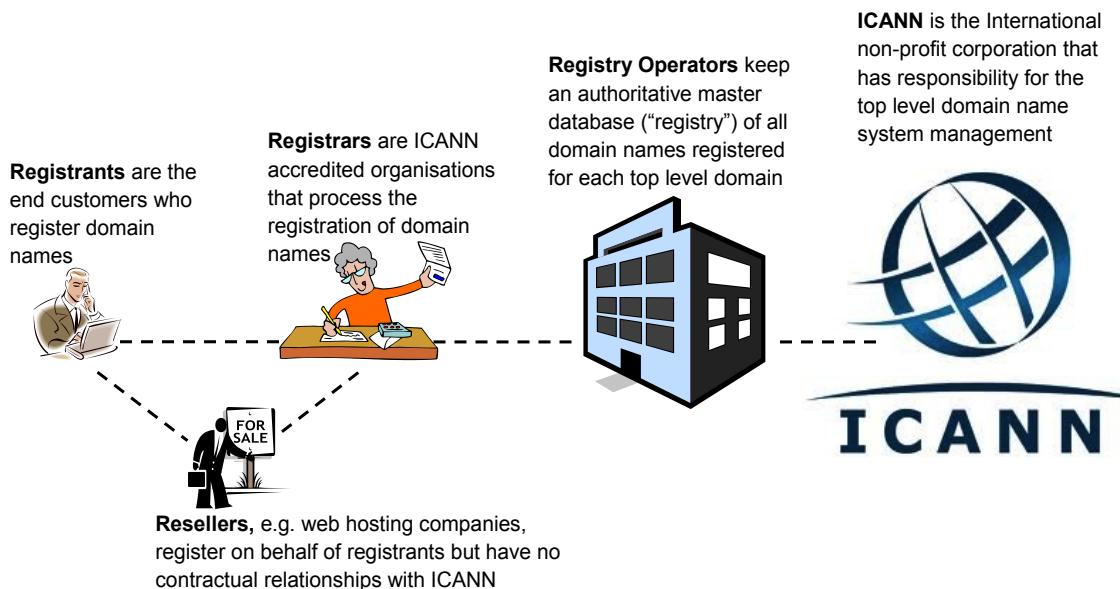 Registrants are the
end customers who
register domain
names
Registrars are ICANN
accredited organisations
that process the
registration of domain
names
Registry Operators keep
an authoritative master
database (“registry”) of all
domain names registered
for each top level domain
ICANN is the International
non-profit corporation that
has responsibility for the
top level domain name
system management
ICANN
FOR
SALE
Resellers, e.g. web hosting companies,
register on behalf of registrants but have no
contractual relationships with ICANN